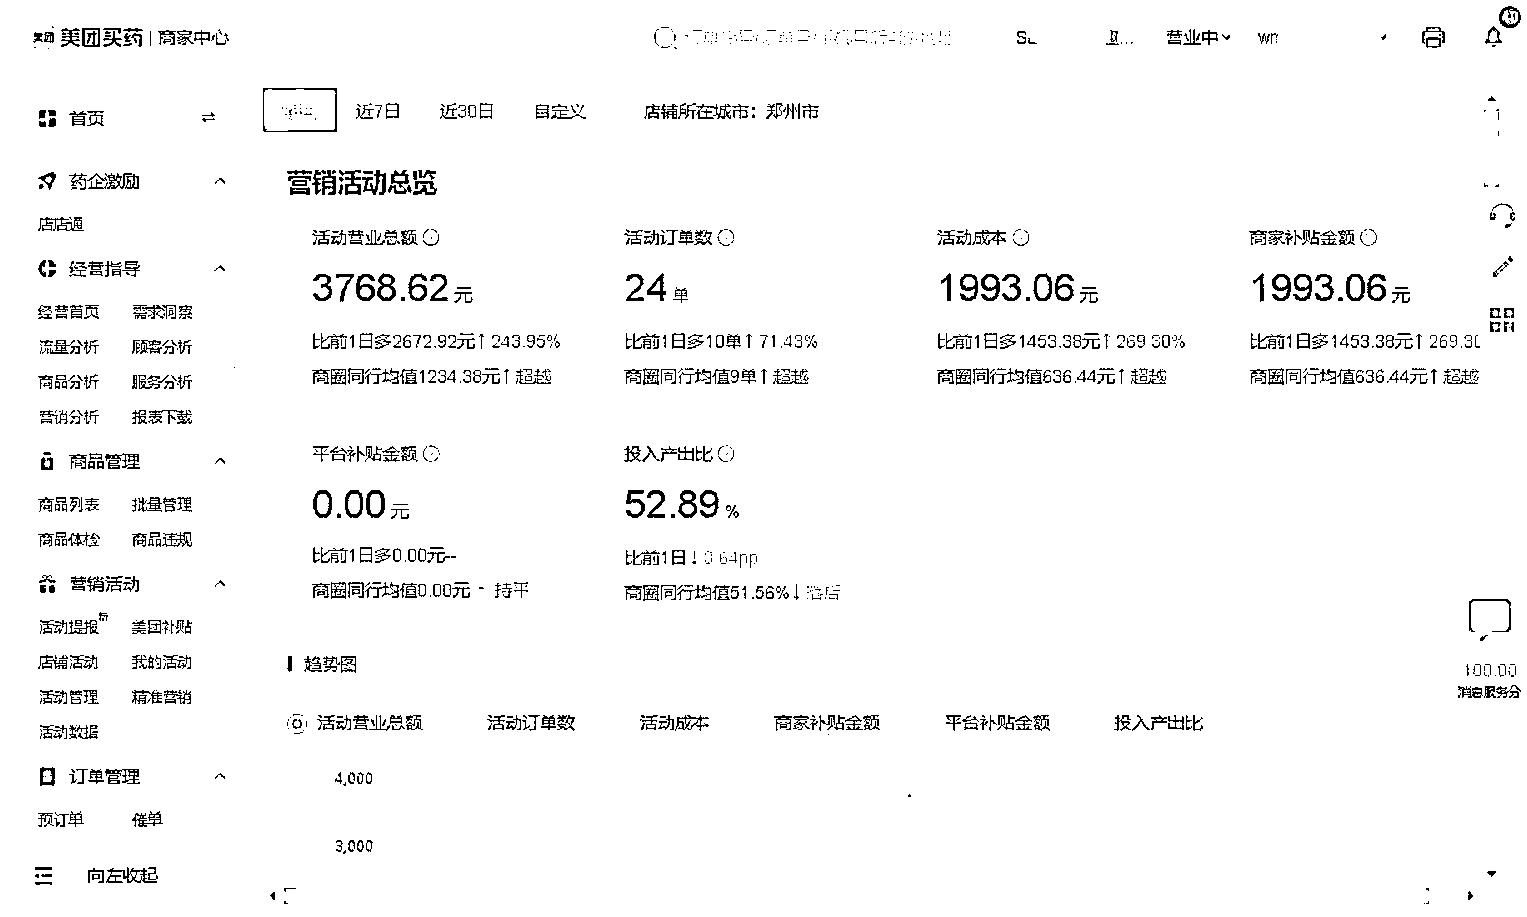 美团 美团买药 | 商家中心
营业中
首页
近7日 近30日 自定义 店铺所在城市：郑州市
药企激励
店店通
经营指导
经营首页 需求洞察
流量分析 顾客分析
商品分析 服务分析
营销分析 报表下载
商品管理
商品列表 批量管理
商品体检 商品违规
营销活动
活动提报 美团补贴
店铺活动 我的活动
活动管理 精准营销
活动数据
订单管理
预订单 催单
向左收起
营销活动总览
活动营业总额 活动订单数 活动成本 商家补贴金额
3768.62元 24单 1993.06元 1993.06元
比前1日多2672.92元↑243.95% 比前1日多10单↑71.43% 比前1日多1453.38元↑269.30% 比前1日多1453.38元↑269.30
商圈同行均值1234.38元↑超越 商圈同行均值9单↑超越 商圈同行均值636.44元↑超越 商圈同行均值636.44元↑超越
平台补贴金额 投入产出比
0.00元 52.89%
比前1日多0.00元-- 比前1日↓0.64pp
商圈同行均值0.00元 - 持平 商圈同行均值51.56%↓落后
趋势图
活动营业总额 活动订单数 活动成本 商家补贴金额 平台补贴金额 投入产出比
4,000
3,000
100.00
消息服务分